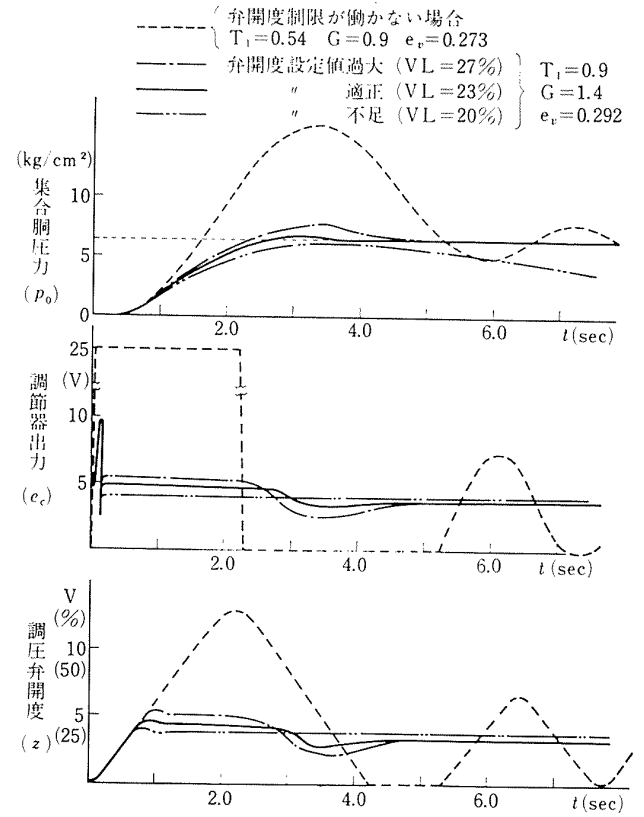 弁開度制限が働かない場合
T₁=0.54 G=0.9 eᵥ=0.273
弁開度設定値過大 (VL=27%)
〃 適正 (VL=23%)
〃 不足 (VL=20%)
T₁=0.9
G=1.4
eᵥ=0.292
(kg/cm²)
集合胴圧力
(p₀)
10
5
0
2.0 4.0 6.0 t(sec)
25
(V)
調節器出力
(e꜀)
10
5
2.0 4.0 6.0 t(sec)
V
(%)
調圧弁開度
(z)
10
(50)
5
(25)
2.0 4.0 6.0 t(sec)